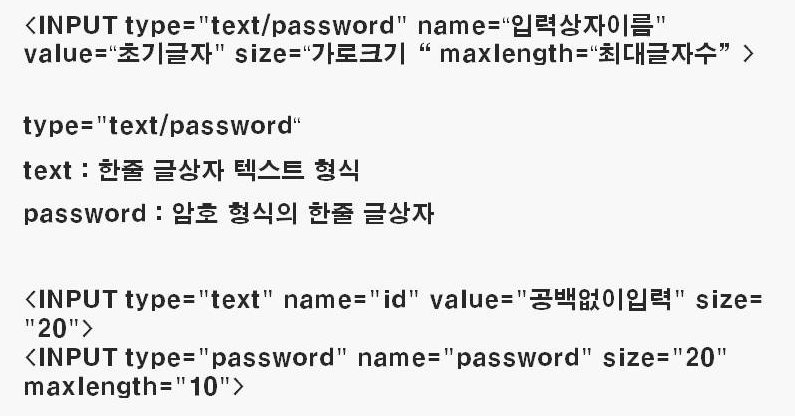 <INPUT type="text/password" name=“입력상자이름"
value=“초기글자" size=“가로크기 “ maxlength=“최대글자수” >
type="text/password“
text : 한줄 글상자 텍스트 형식
password : 암호 형식의 한줄 글상자
<INPUT type="text" name="id" value="공백없이입력" size=
"20">
<INPUT type="password" name="password" size="20"
maxlength="10">